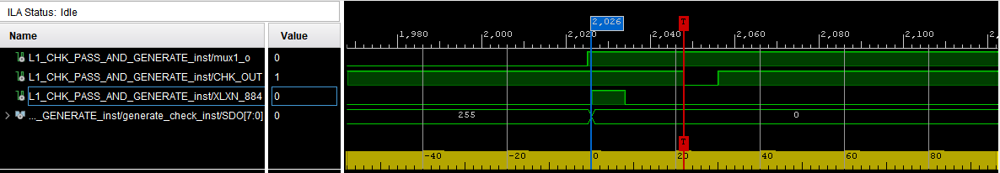 ILA Status: Idle
Name Value
2,026
T
1,980 2,000 2,020 2,040 2,060 2,080 2,100
L1_CHK_PASS_AND_GENERATE_inst/mux1_o 0
L1_CHK_PASS_AND_GENERATE_inst/CHK_OUT 1
L1_CHK_PASS_AND_GENERATE_inst/XLXN_884 0
..._GENERATE_inst/generate_check_inst/SDO[7:0] 0 255 0
T
-40 -20 0 20 40 60 80